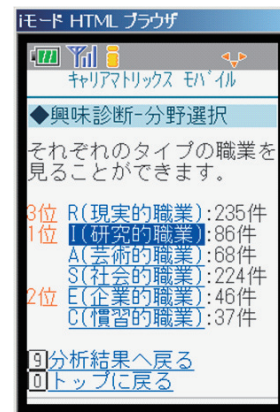 iモード HTML ブラウザ
キャリアマトリックス モバイル
◆興味診断-分野選択
それぞれのタイプの職業を
見ることができます。
3位 R(現実的職業):235件
1位 I(研究的職業):86件
A(芸術的職業):68件
S(社会的職業):224件
2位 E(企業的職業):46件
C(慣習的職業):37件
9分析結果へ戻る
0トップに戻る